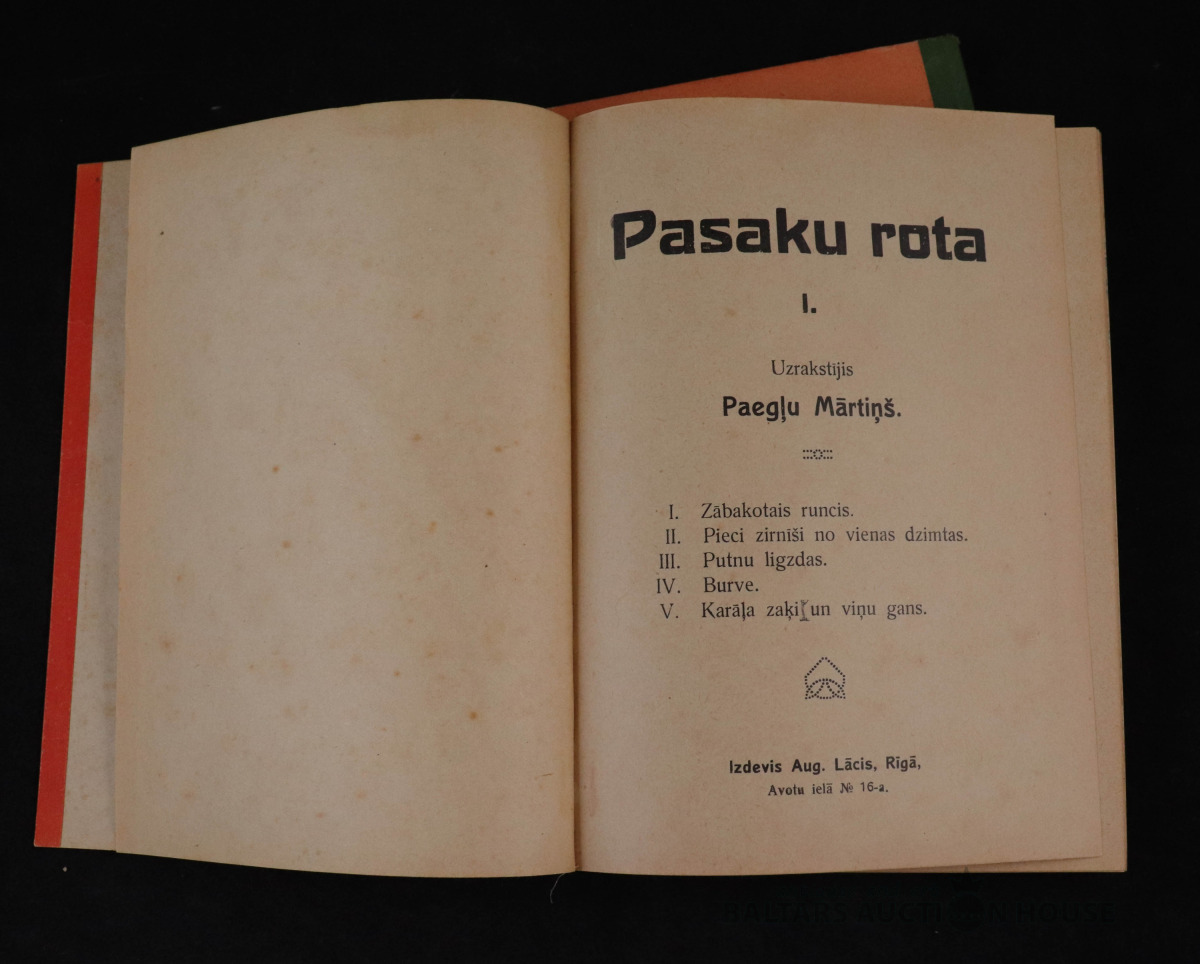 Pasaku rota
I.
Uzrakstījis
Paegļu Mārtiņš.
I. Zābakotais runcis.
II. Pieci zirnīši no vienas dzimtas.
III. Putnu ligzdas.
IV. Burve.
V. Karāļa zaķi un viņu gans.
Izdevis Aug. Lācis, Rīgā,
Avotu ielā № 16-a.
BALTARS AUCTION HOUSE